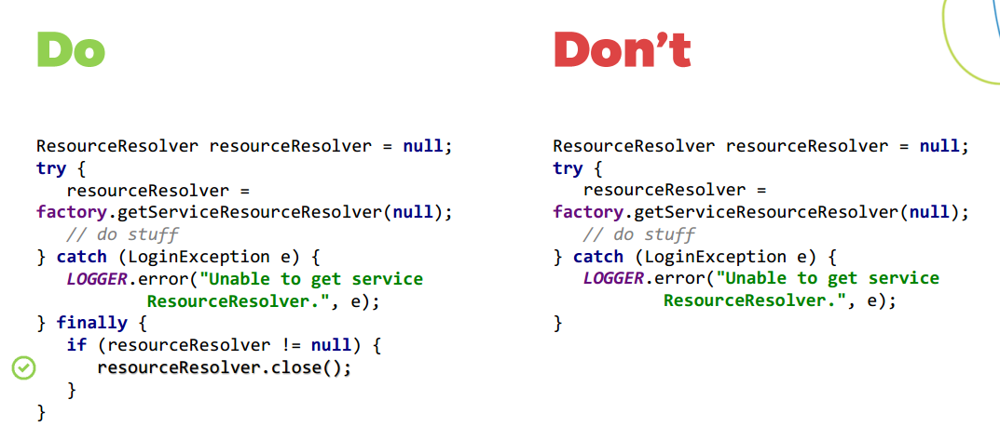 Do
ResourceResolver resourceResolver = null;
try {
resourceResolver =
factory.getServiceResourceResolver(null);
// do stuff
} catch (LoginException e) {
LOGGER.error("Unable to get service
ResourceResolver.", e);
} finally {
if (resourceResolver != null) {
resourceResolver.close();
}
}
Don't
ResourceResolver resourceResolver = null;
try {
resourceResolver =
factory.getServiceResourceResolver(null);
// do stuff
} catch (LoginException e) {
LOGGER.error("Unable to get service
ResourceResolver.", e);
}